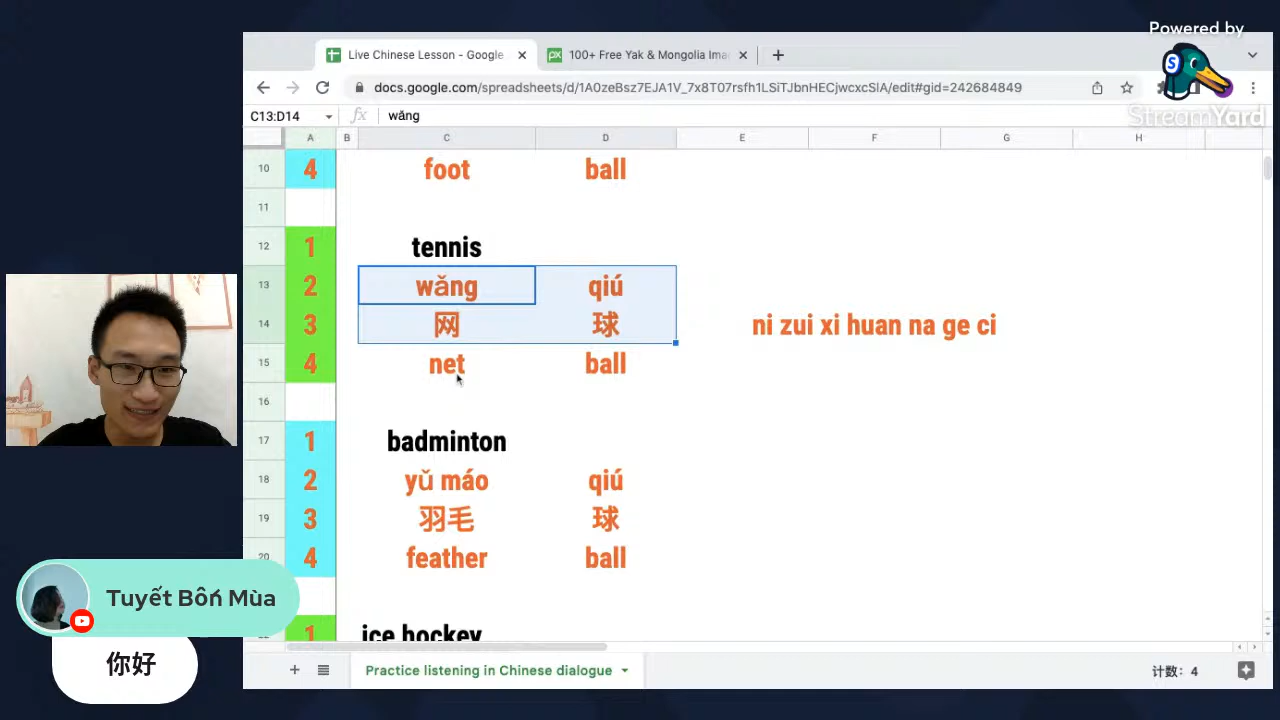 Powered by
StreamYard
Live Chinese Lesson - Google
100+ Free Yak & Mongolia Ima
docs.google.com/spreadsheets/d/1A0zeBsz7EJA1V_7x8T07rsfh1LSiTJbnHECjwcxcSlA/edit#gid=242684849
C13:D14 fx wǎng
A B C D E F G H
10 4 foot ball
11
12 1 tennis
13 2 wǎng qiú
14 3 网 球 ni zui xi huan na ge ci
15 4 net ball
16
17 1 badminton
18 2 yǔ máo qiú
19 3 羽毛 球
20 4 feather ball
1 ice hockey
Practice listening in Chinese dialogue
计数: 4
Tuyết Bốn Mùa
你好